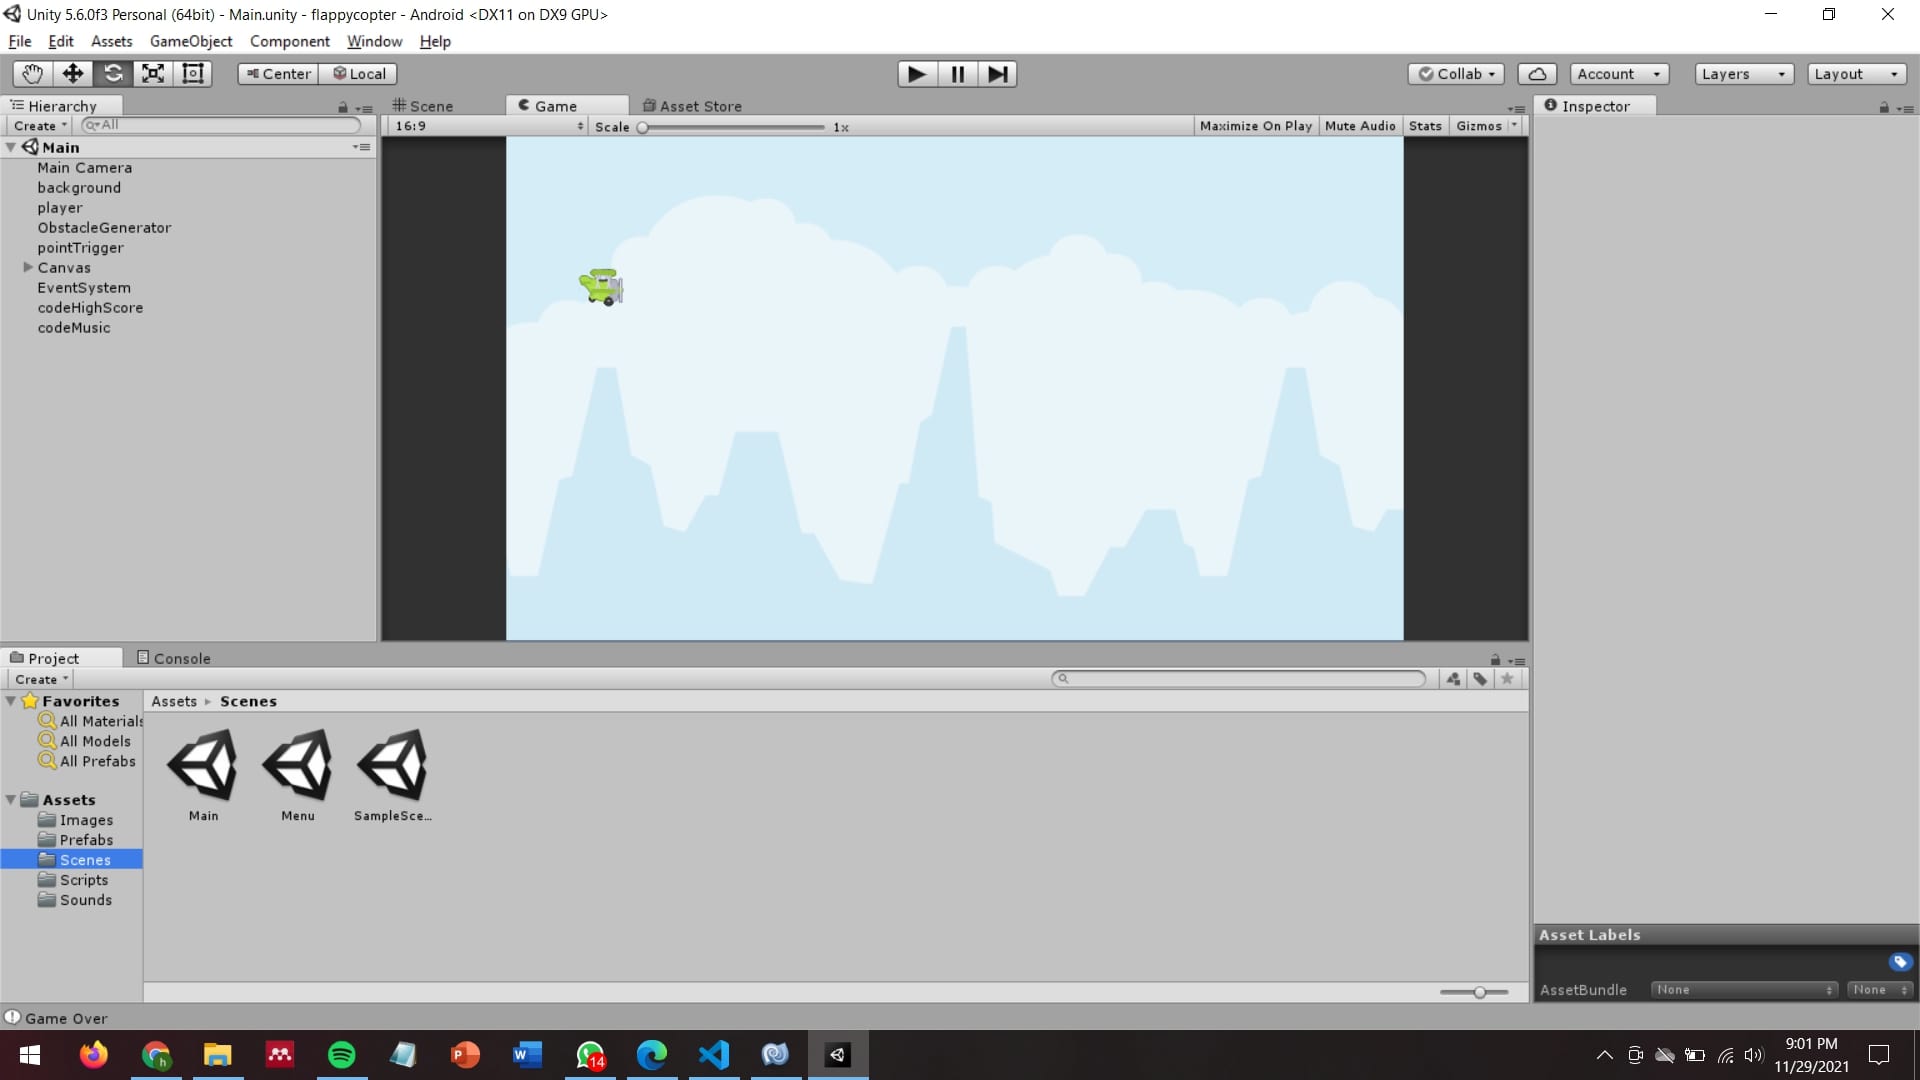 Unity 5.6.0f3 Personal (64bit) - Main.unity - flappycopter - Android <DX11 on DX9 GPU>
File Edit Assets GameObject Component Window Help
Center Local Collab Account Layers Layout
Hierarchy
Create All
Main
Main Camera
background
player
ObstacleGenerator
pointTrigger
Canvas
EventSystem
codeHighScore
codeMusic
Scene Game Asset Store
16:9 Scale 1x Maximize On Play Mute Audio Stats Gizmos
Inspector
Project Console
Create
Favorites
All Materials
All Models
All Prefabs
Assets
Images
Prefabs
Scenes
Scripts
Sounds
Assets Scenes
Main Menu SampleSce...
Asset Labels
AssetBundle None None
Game Over
14
9:01 PM
11/29/2021